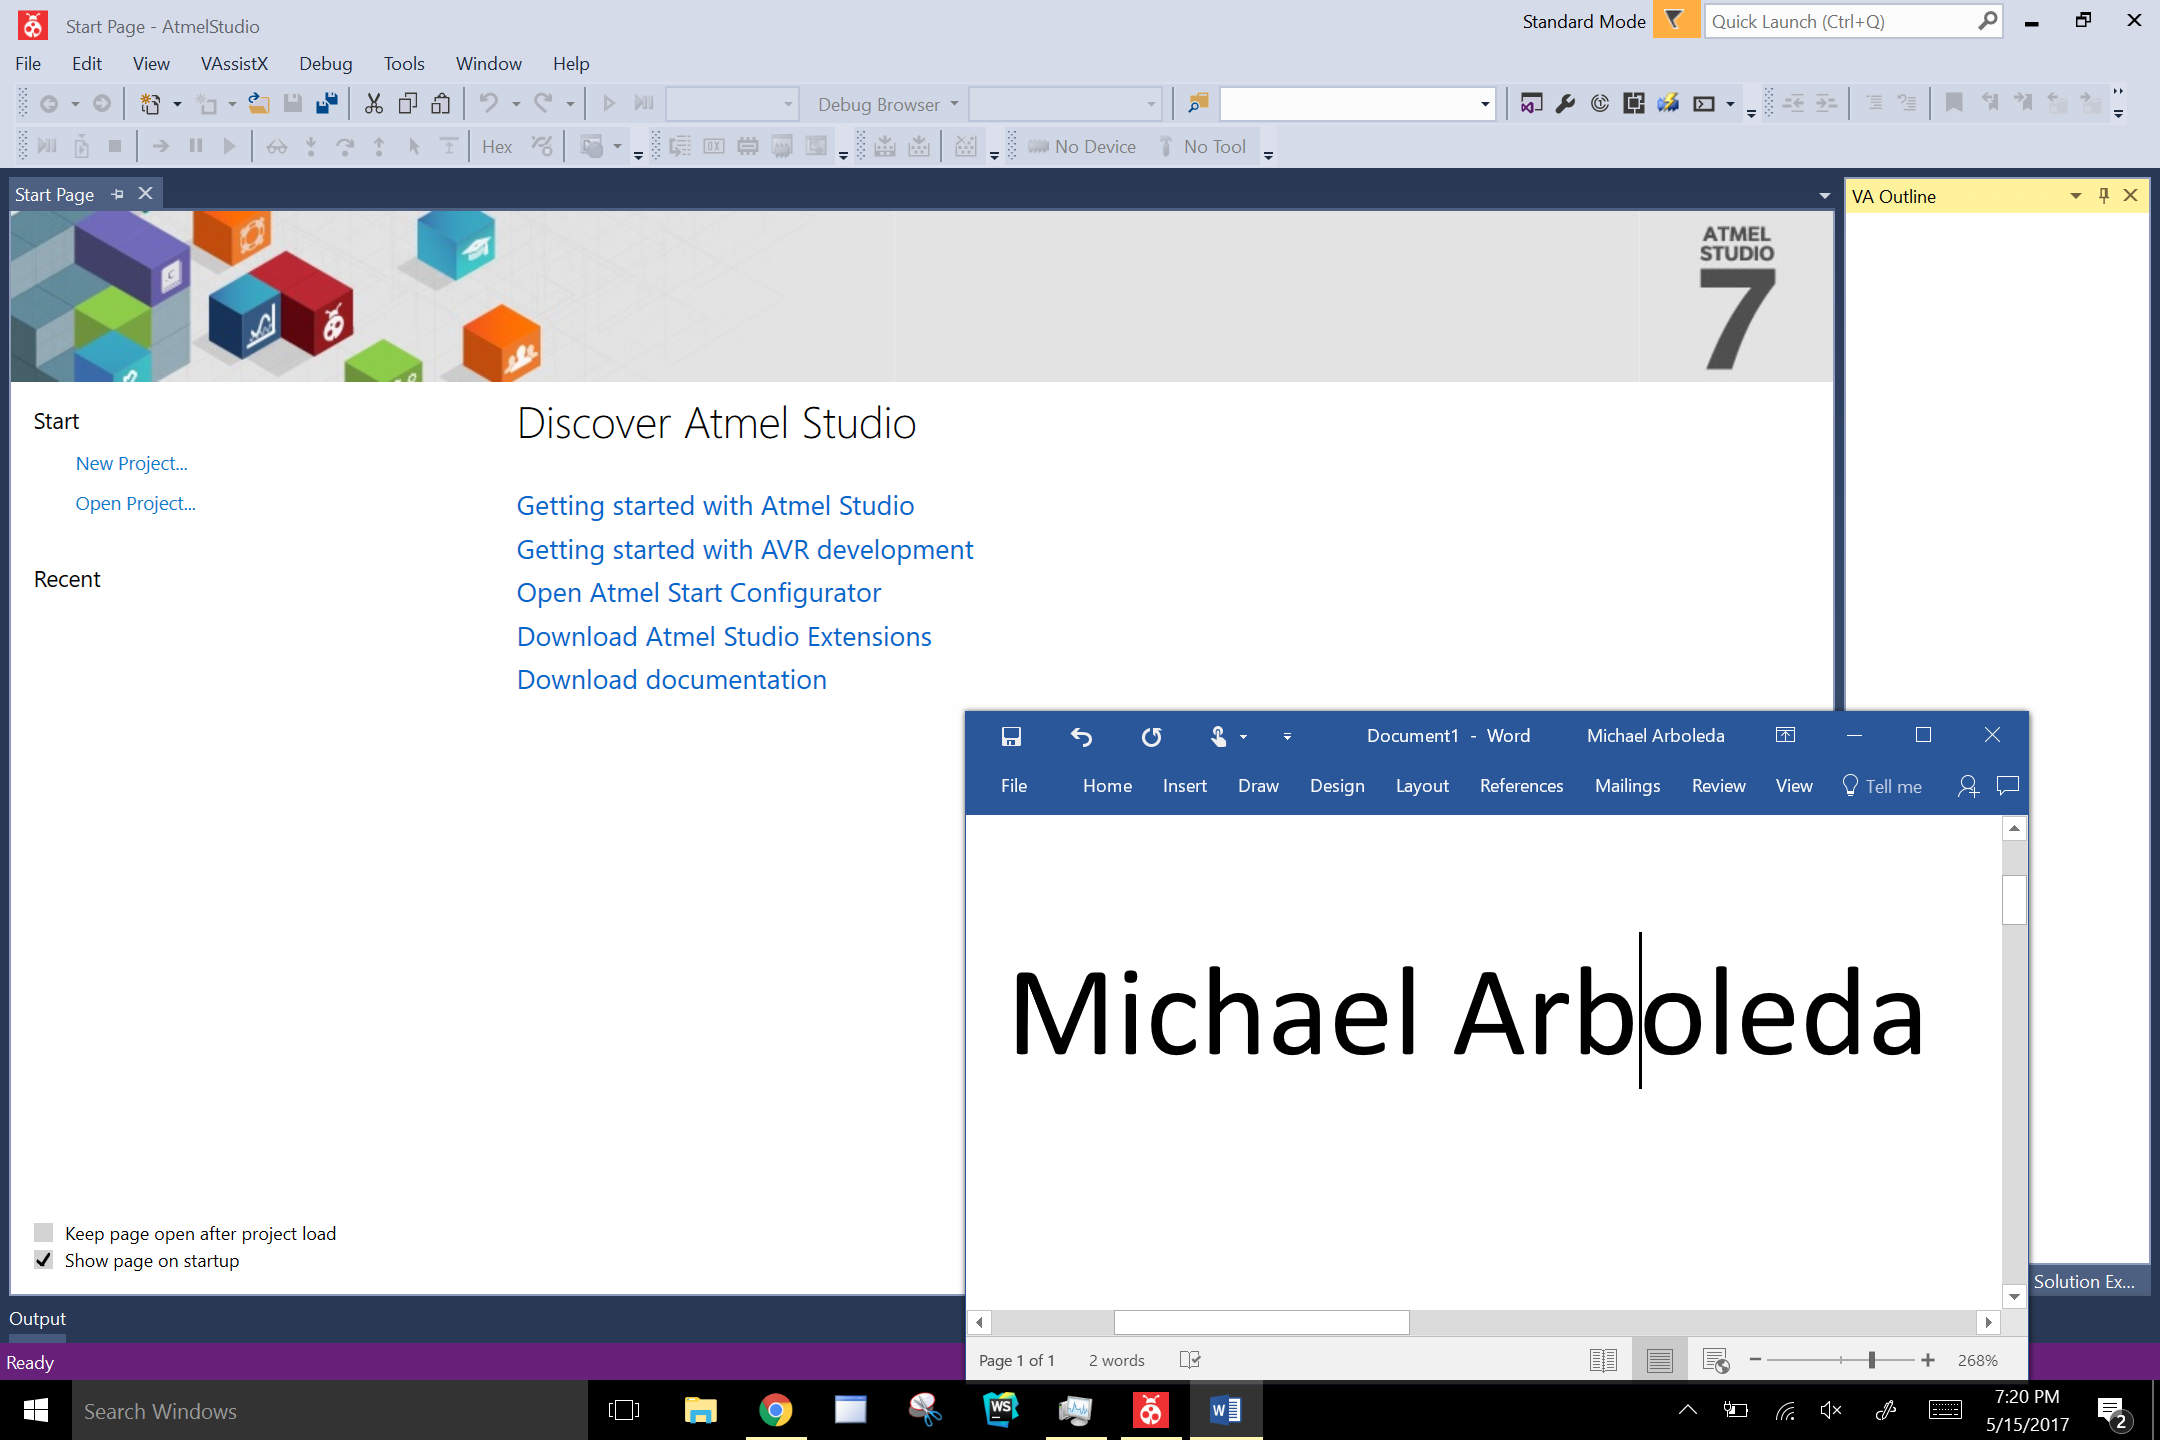 Start Page - AtmelStudio
Standard Mode
Quick Launch (Ctrl+Q)
File Edit View VAssistX Debug Tools Window Help
Debug Browser
Hex
No Device
No Tool
Start Page
VA Outline
ATMEL
STUDIO
7
Start
New Project...
Open Project...
Recent
Discover Atmel Studio
Getting started with Atmel Studio
Getting started with AVR development
Open Atmel Start Configurator
Download Atmel Studio Extensions
Download documentation
Keep page open after project load
Show page on startup
Document1 - Word
Michael Arboleda
File Home Insert Draw Design Layout References Mailings Review View Tell me
Michael Arboleda
Page 1 of 1
2 words
268%
Solution Ex...
Output
Ready
Search Windows
WS
W
7:20 PM
5/15/2017
2